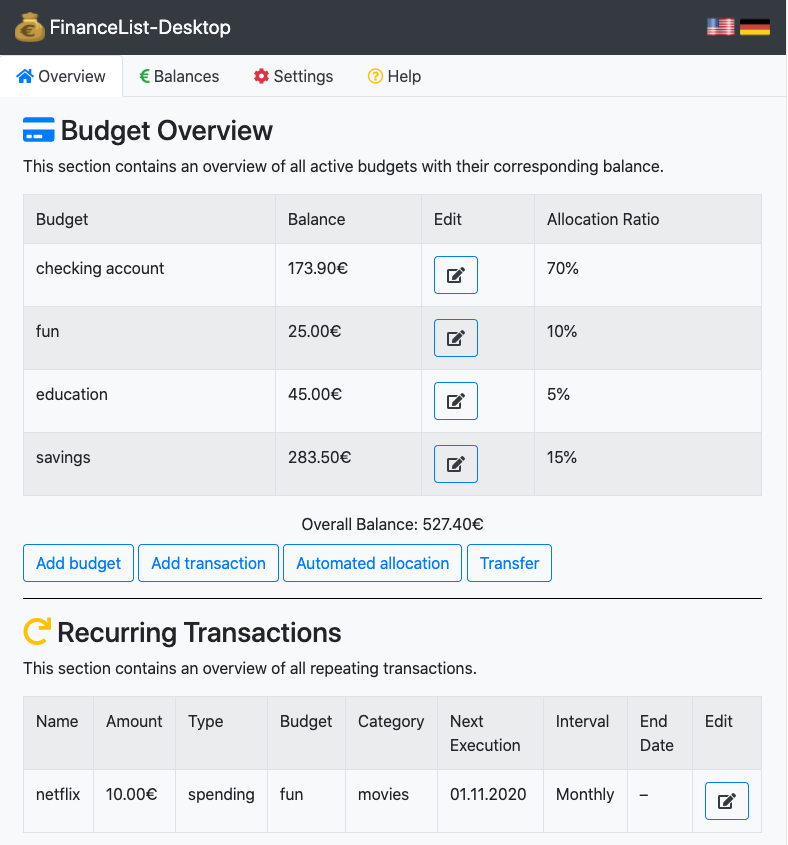 FinanceList-Desktop
Overview € Balances Settings Help
Budget Overview
This section contains an overview of all active budgets with their corresponding balance.
Budget Balance Edit Allocation Ratio
checking account 173.90€ 70%
fun 25.00€ 10%
education 45.00€ 5%
savings 283.50€ 15%
Overall Balance: 527.40€
Add budget Add transaction Automated allocation Transfer
Recurring Transactions
This section contains an overview of all repeating transactions.
Name Amount Type Budget Category Next Execution Interval End Date Edit
netflix 10.00€ spending fun movies 01.11.2020 Monthly –